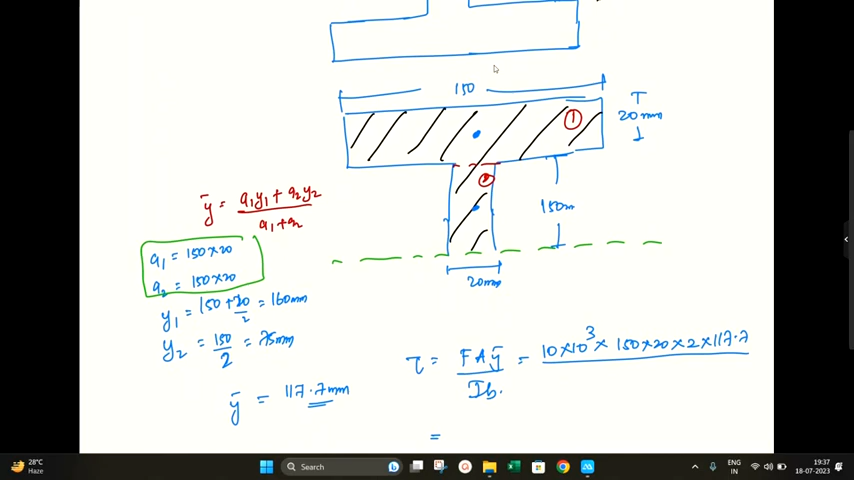 150
①
20mm
②
150m
20mm
ȳ = a₁y₁ + a₂y₂ / a₁+a₂
a₁ = 150×20
a₂ = 150×20
y₁ = 150 + 20/2 = 160mm
y₂ = 150/2 = 75mm
ȳ = 117.7mm
τ = FAȳ / Ib. = 10×10³ × 150×20 × 2 × 117.7
=
28°C
Haze
Search
ENG
IN
19:37
18-07-2023